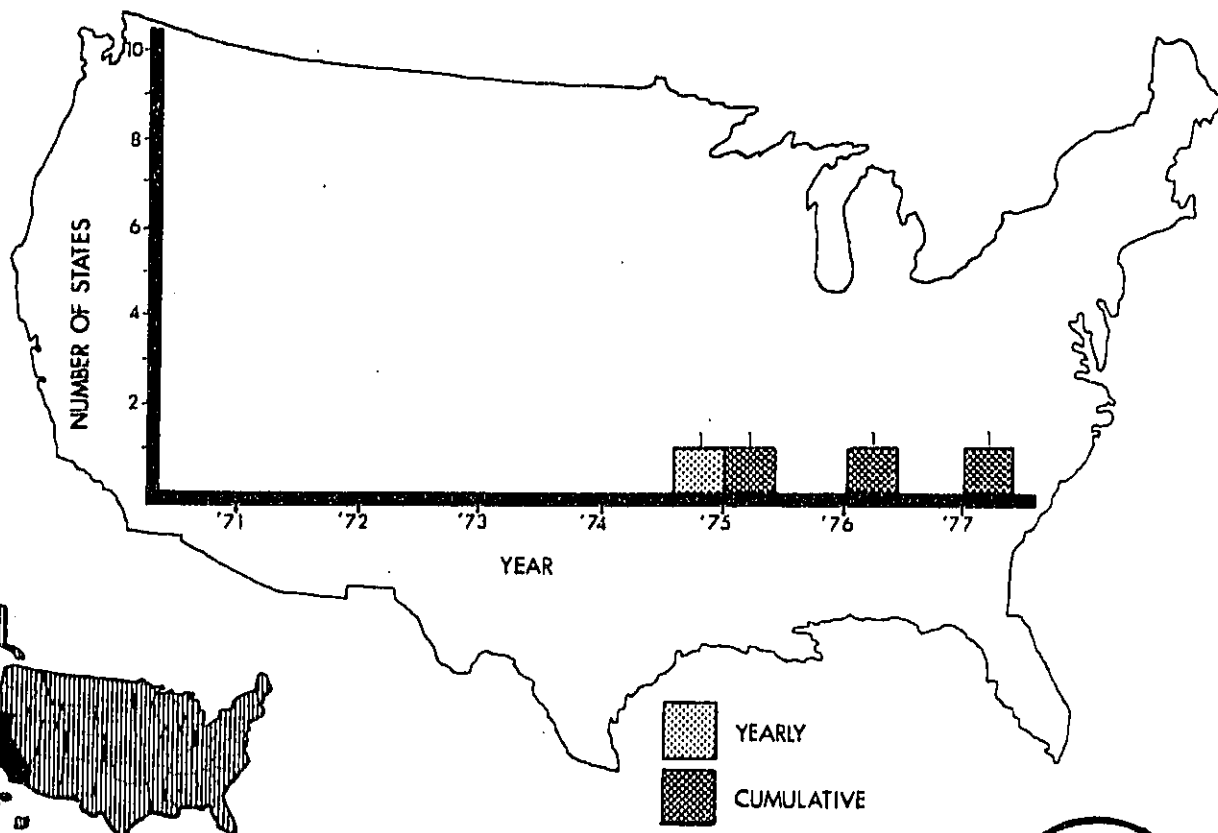 10
8
6
4
2
NUMBER OF STATES
1 1 1 1
'71 '72 '73 '74 '75 '76 '77
YEAR
YEARLY
CUMULATIVE